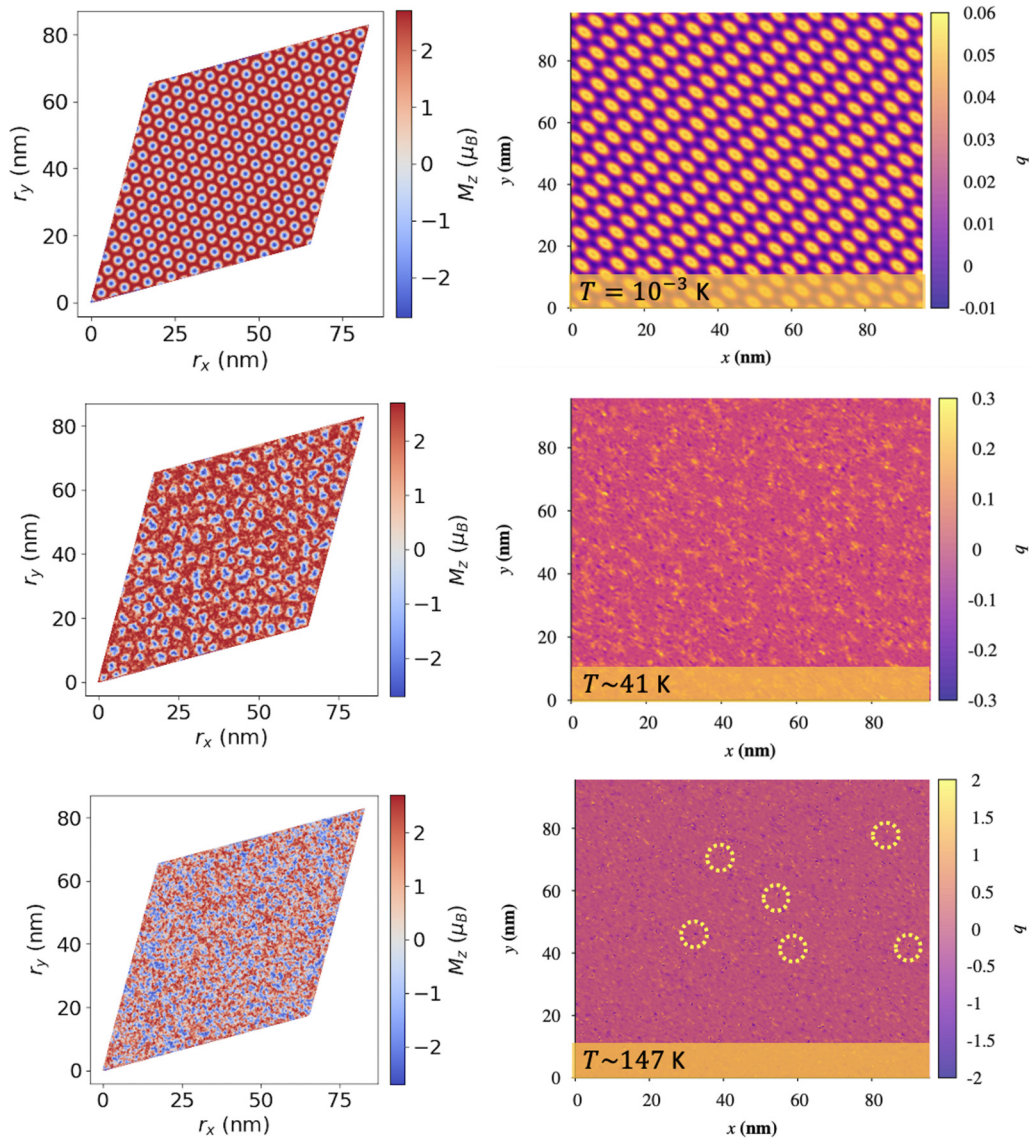 80
60
40
20
0
r_y (nm)
0 25 50 75
r_x (nm)
2
1
0
−1
−2
M_z (μ_B)
80
60
40
20
0
y (nm)
0 20 40 60 80
x (nm)
T = 10⁻³ K
0.06
0.05
0.04
0.03
0.02
0.01
0
-0.01
q
80
60
40
20
0
r_y (nm)
0 25 50 75
r_x (nm)
2
1
0
−1
−2
M_z (μ_B)
80
60
40
20
0
y (nm)
0 20 40 60 80
x (nm)
T~41 K
0.3
0.2
0.1
0
-0.1
-0.2
-0.3
q
80
60
40
20
0
r_y (nm)
0 25 50 75
r_x (nm)
2
1
0
−1
−2
M_z (μ_B)
80
60
40
20
0
y (nm)
0 20 40 60 80
x (nm)
T~147 K
2
1.5
1
0.5
0
-0.5
-1
-1.5
-2
q